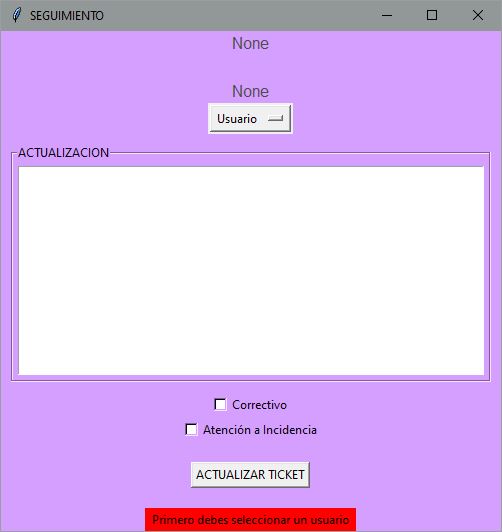 SEGUIMIENTO
None
None
Usuario
ACTUALIZACION
Correctivo
Atención a Incidencia
ACTUALIZAR TICKET
Primero debes seleccionar un usuario